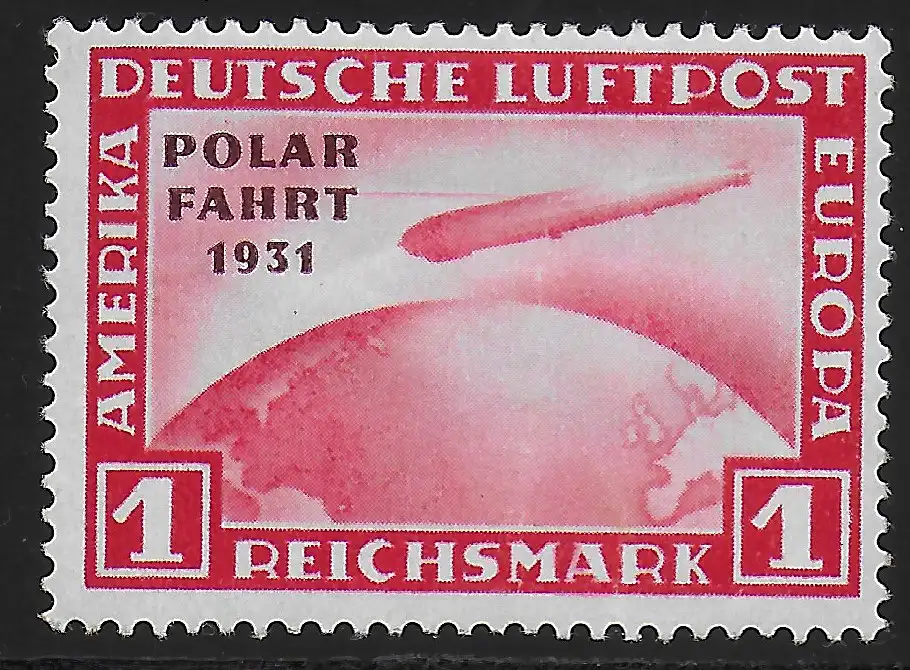 DEUTSCHE LUFTPOST
AMERIKA
EUROPA
POLAR
FAHRT
1931
1
REICHSMARK
1